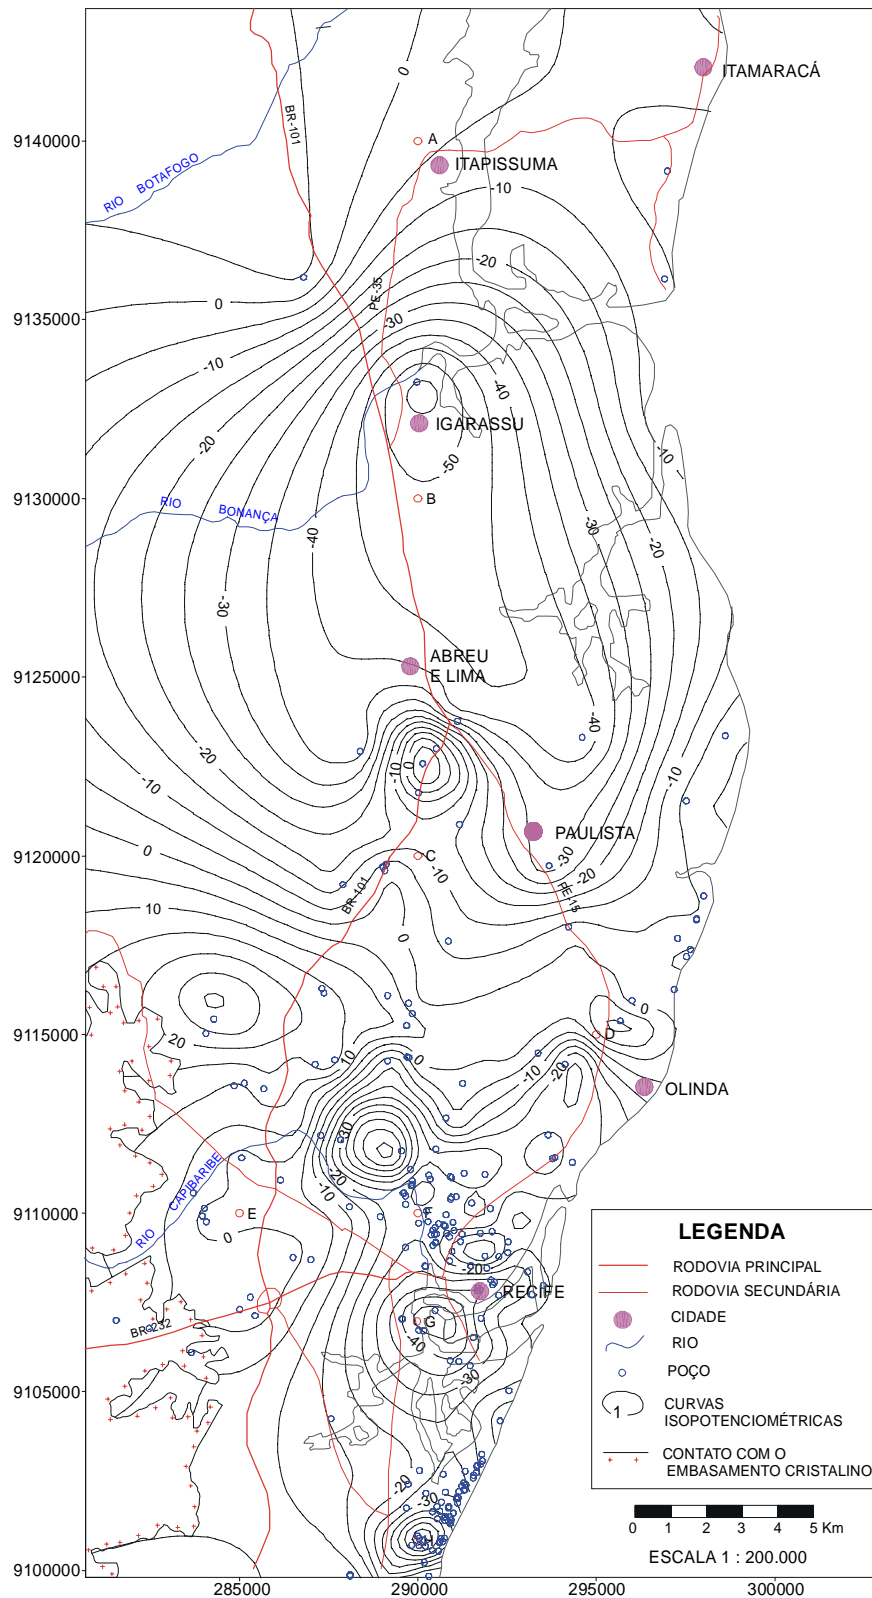 ITAMARACÁ
0
BR-101
9140000
A
ITAPISSUMA
RIO BOTAFOGO
-10
-20
PE-35
0
9135000
-30
-10
-40
IGARASSU
-20
-50
-10
9130000
RIO BONANÇA
B
-30
-40
-20
-30
ABREU
E LIMA
9125000
-40
-20
-10
0
-10
-10
PAULISTA
0
9120000
C
-30
-10
-20
BR-101
PE-15
10
0
0
9115000
D
20
10
0
-10
-20
OLINDA
-30
-20
RIO CAPIBARIBE
-10
9110000
E
F
0
-20
RECIFE
BR-232
G
-40
9105000
-30
-20
-30
H
9100000
285000
290000
295000
300000
LEGENDA
RODOVIA PRINCIPAL
RODOVIA SECUNDÁRIA
CIDADE
RIO
POÇO
1
CURVAS
ISOPOTENCIOMÉTRICAS
CONTATO COM O
EMBASAMENTO CRISTALINO
0 1 2 3 4 5 Km
ESCALA 1 : 200.000